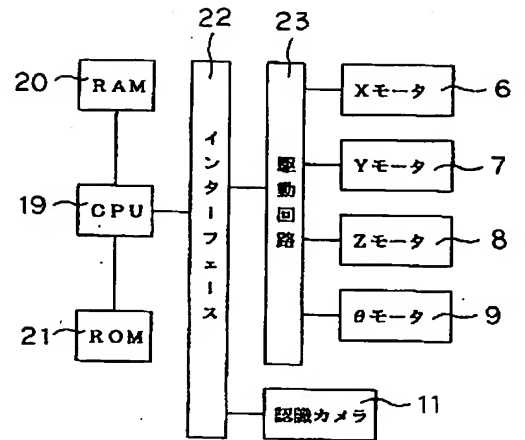 22
23
20
RAM
Xモータ
6
インターフェース
駆動回路
Yモータ
7
19
CPU
Zモータ
8
21
ROM
θモータ
9
認識カメラ
11